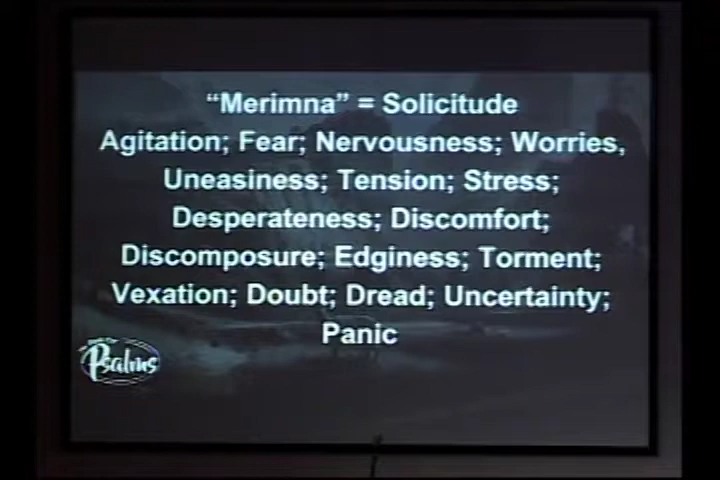 “Merimna” = Solicitude
Agitation; Fear; Nervousness; Worries,
Uneasiness; Tension; Stress;
Desperateness; Discomfort;
Discomposure; Edginess; Torment;
Vexation; Doubt; Dread; Uncertainty;
Panic
Psalms